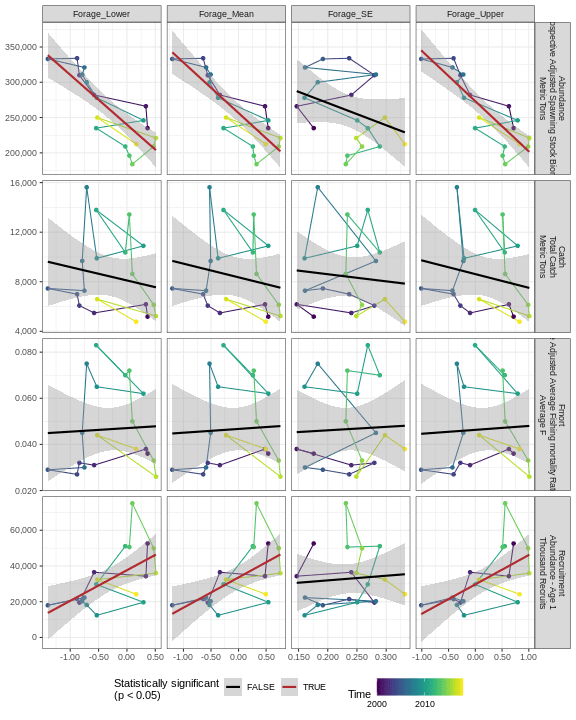 Forage_Lower
Forage_Mean
Forage_SE
Forage_Upper
350,000
300,000
250,000
200,000
Abundance
Adjusted Spawning Stock
Metric Tons
16,000
12,000
8,000
4,000
Catch
Total Catch
Metric Tons
0.080
0.060
0.040
0.020
Fmort
Adjusted Average Fishing mortality
Average F
60,000
40,000
20,000
0
Recruitment
Abundance - Age 1
Thousand Recruits
-1.00 -0.50 0.00 0.50
-1.00 -0.50 0.00 0.50
0.150 0.200 0.250 0.300
-1.00 -0.50 0.00 0.50 1.00
Statistically significant
(p < 0.05)
FALSE
TRUE
Time
2000 2010